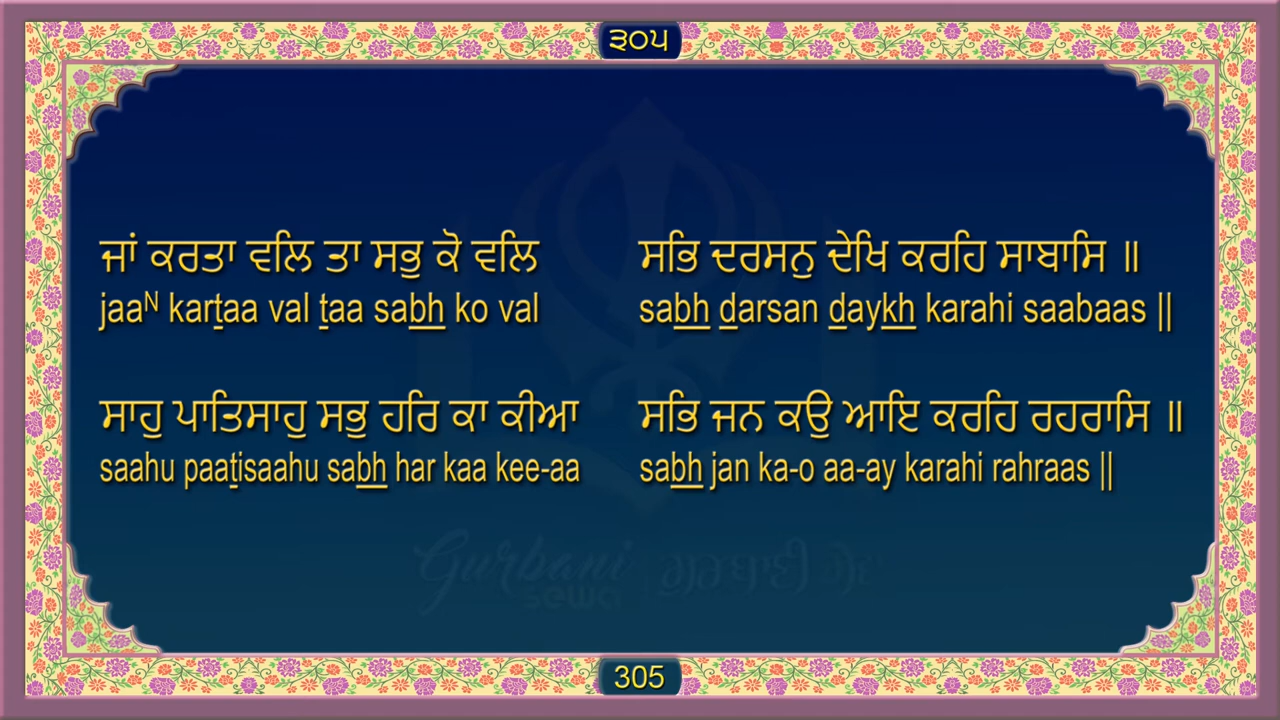 ੩੦੫
ਜਾਂ ਕਰਤਾ ਵਲਿ ਤਾ ਸਭੁ ਕੋ ਵਲਿ
ਸਭਿ ਦਰਸਨੁ ਦੇਖਿ ਕਰਹਿ ਸਾਬਾਸਿ ॥
jaaᴺ kartaa val taa sabh ko val
sabh darsan daykh karahi saabaas ||
ਸਾਹੁ ਪਾਤਿਸਾਹੁ ਸਭੁ ਹਰਿ ਕਾ ਕੀਆ
ਸਭਿ ਜਨ ਕਉ ਆਇ ਕਰਹਿ ਰਹਰਾਸਿ ॥
saahu paatisaahu sabh har kaa kee-aa
sabh jan ka-o aa-ay karahi rahraas ||
Gurbani
sewa
305